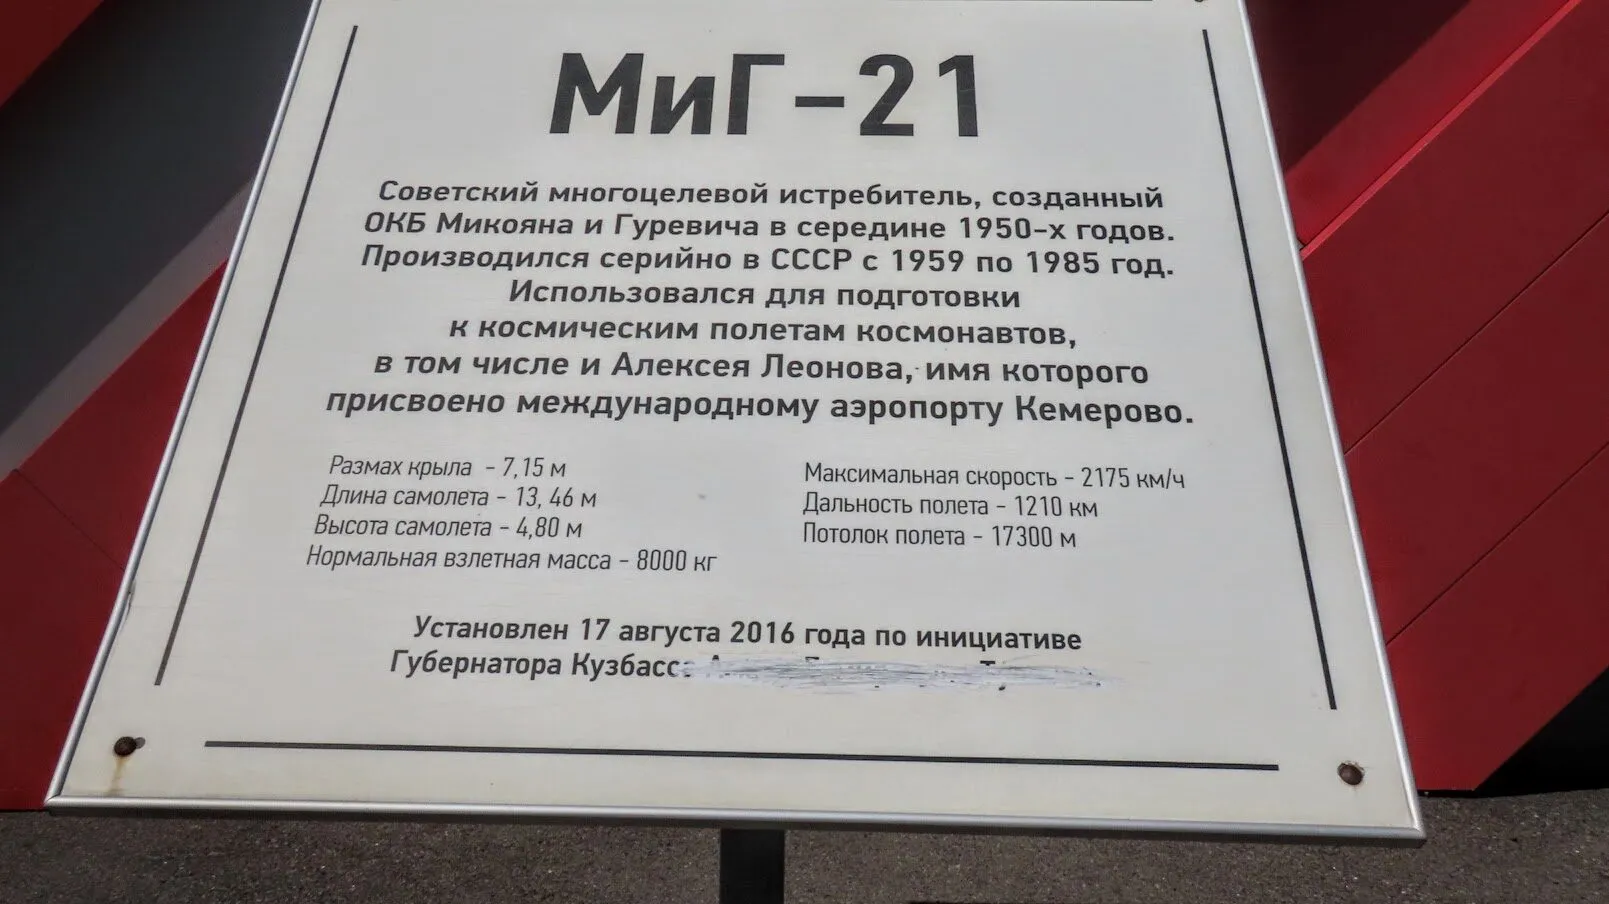 МиГ-21
Советский многоцелевой истребитель, созданный
ОКБ Микояна и Гуревича в середине 1950-х годов.
Производился серийно в СССР с 1959 по 1985 год.
Использовался для подготовки
к космическим полетам космонавтов,
в том числе и Алексея Леонова, имя которого
присвоено международному аэропорту Кемерово.
Размах крыла - 7,15 м
Длина самолета - 13, 46 м
Высота самолета - 4,80 м
Нормальная взлетная масса - 8000 кг
Максимальная скорость - 2175 км/ч
Дальность полета - 1210 км
Потолок полета - 17300 м
Установлен 17 августа 2016 года по инициативе
Губернатора Кузбасса